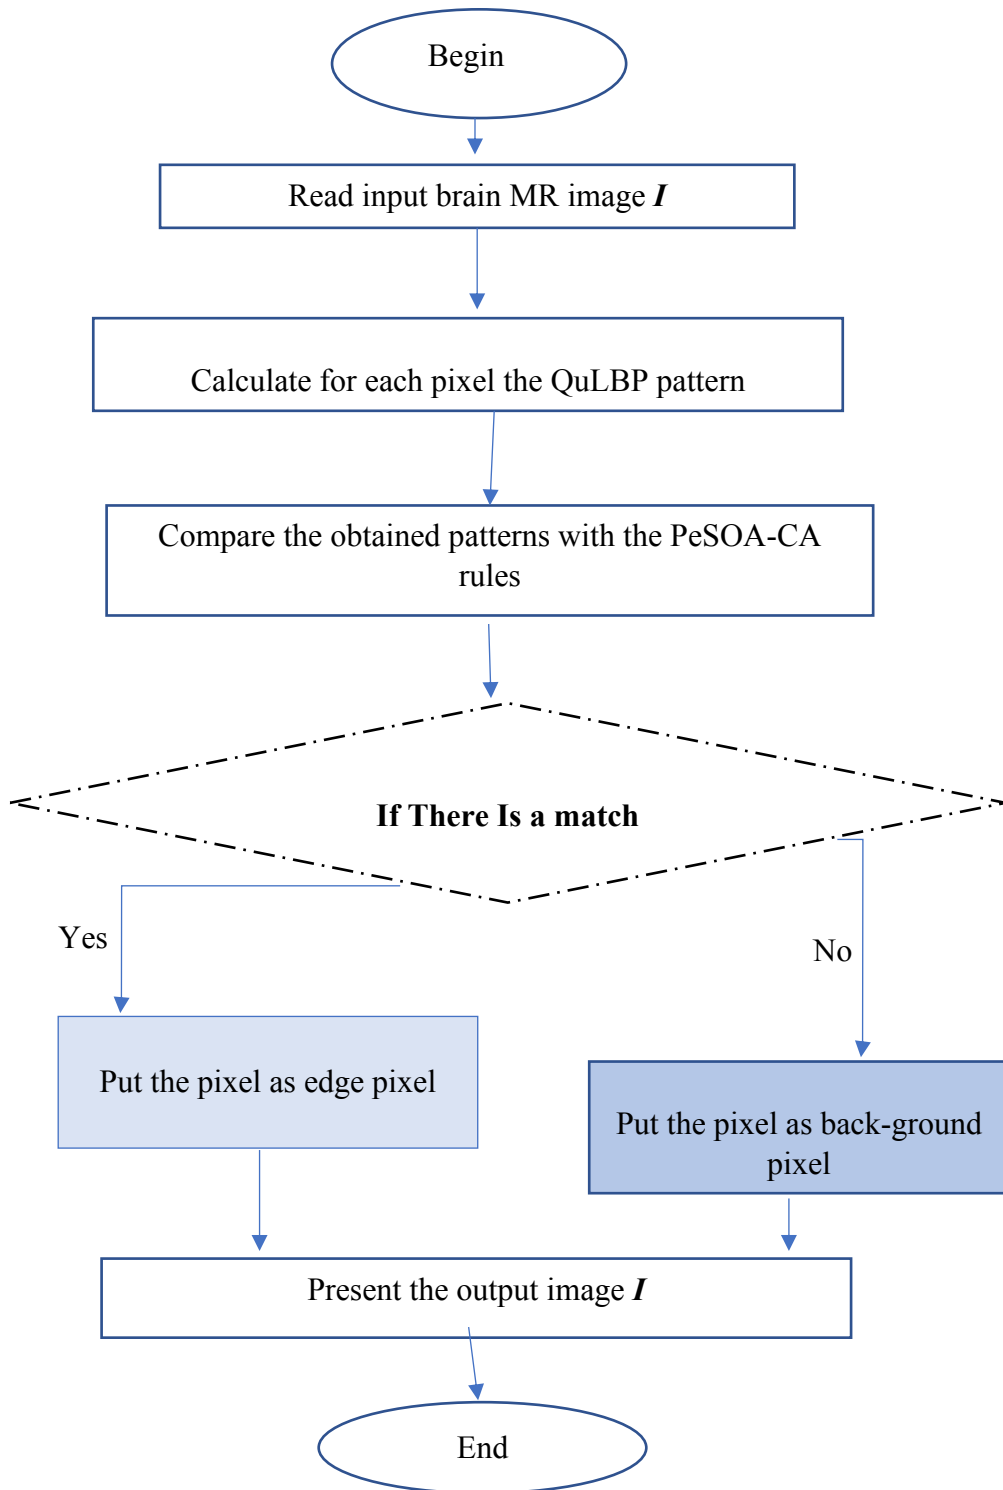 Begin
Read input brain MR image I
Calculate for each pixel the QuLBP pattern
Compare the obtained patterns with the PeSOA-CA
rules
If There Is a match
Yes
No
Put the pixel as edge pixel
Put the pixel as back-ground
pixel
Present the output image I
End